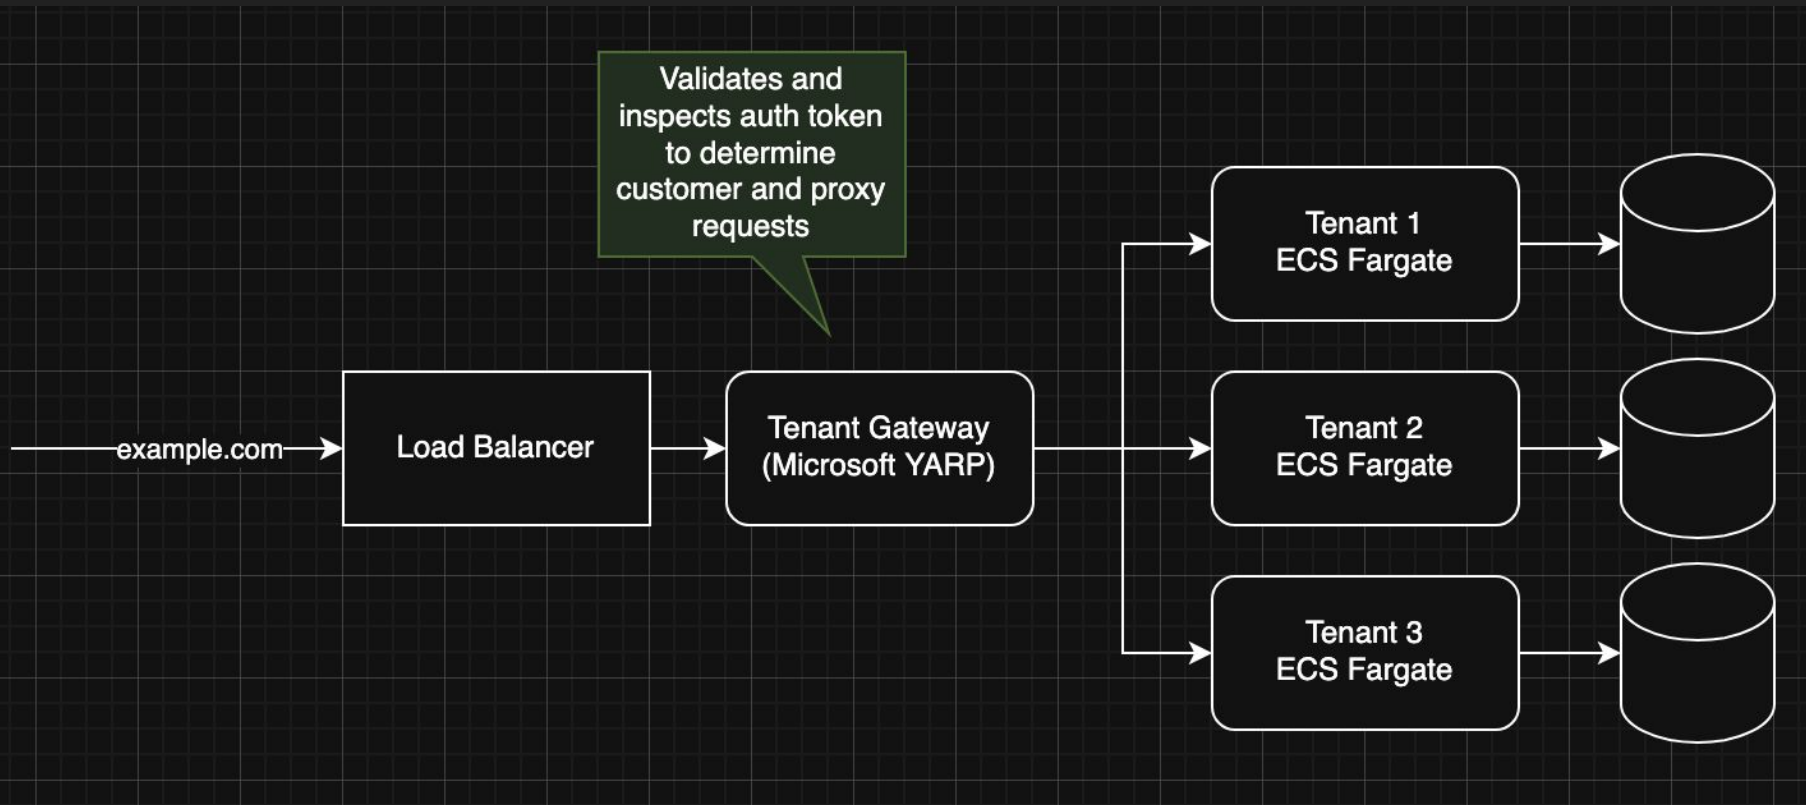 Validates and
inspects auth token
to determine
customer and proxy
requests
example.com
Load Balancer
Tenant Gateway
(Microsoft YARP)
Tenant 1
ECS Fargate
Tenant 2
ECS Fargate
Tenant 3
ECS Fargate